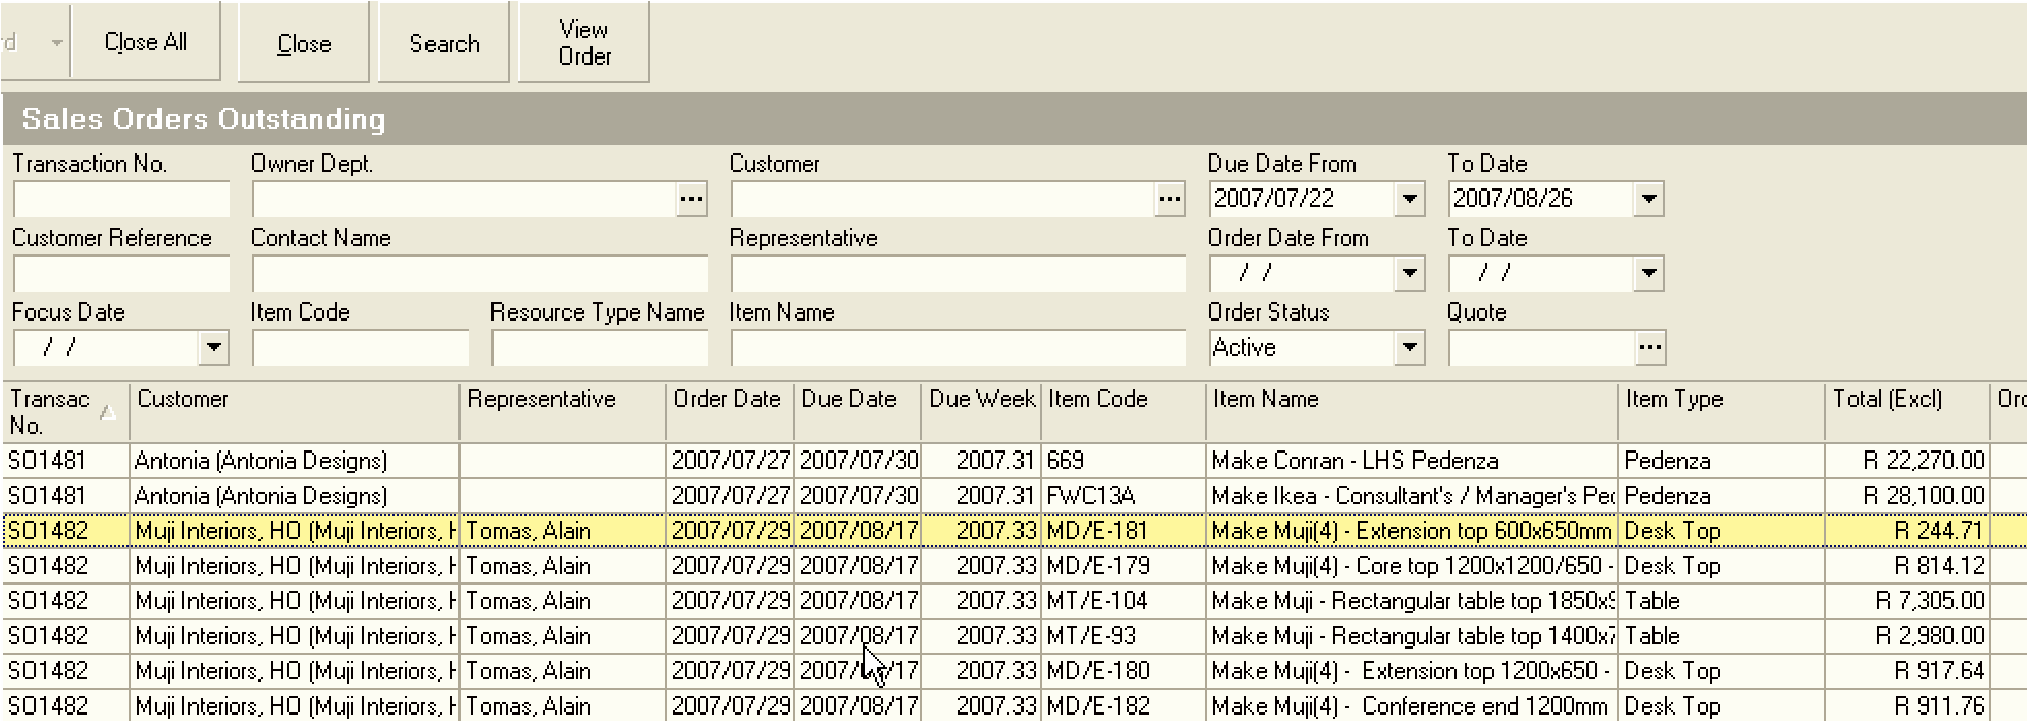 rd Close All Close Search View Order
Sales Orders Outstanding
Transaction No. Owner Dept. Customer Due Date From To Date
... ... 2007/07/22 2007/08/26
Customer Reference Contact Name Representative Order Date From To Date
/ / / /
Focus Date Item Code Resource Type Name Item Name Order Status Quote
/ / Active ...
Transac No. Customer Representative Order Date Due Date Due Week Item Code Item Name Item Type Total (Excl) Ord
SO1481 Antonia (Antonia Designs) 2007/07/27 2007/07/30 2007.31 669 Make Conran - LHS Pedenza Pedenza R 22,270.00
SO1481 Antonia (Antonia Designs) 2007/07/27 2007/07/30 2007.31 FWC13A Make Ikea - Consultant's / Manager's Pec Pedenza R 28,100.00
SO1482 Muji Interiors, HO (Muji Interiors, H Tomas, Alain 2007/07/29 2007/08/17 2007.33 MD/E-181 Make Muji(4) - Extension top 600x650mm Desk Top R 244.71
SO1482 Muji Interiors, HO (Muji Interiors, H Tomas, Alain 2007/07/29 2007/08/17 2007.33 MD/E-179 Make Muji(4) - Core top 1200x1200/650 - Desk Top R 814.12
SO1482 Muji Interiors, HO (Muji Interiors, H Tomas, Alain 2007/07/29 2007/08/17 2007.33 MT/E-104 Make Muji - Rectangular table top 1850x9 Table R 7,305.00
SO1482 Muji Interiors, HO (Muji Interiors, H Tomas, Alain 2007/07/29 2007/08/17 2007.33 MT/E-93 Make Muji - Rectangular table top 1400x7 Table R 2,980.00
SO1482 Muji Interiors, HO (Muji Interiors, H Tomas, Alain 2007/07/29 2007/08/17 2007.33 MD/E-180 Make Muji(4) - Extension top 1200x650 - Desk Top R 917.64
SO1482 Muji Interiors, HO (Muji Interiors, H Tomas, Alain 2007/07/29 2007/08/17 2007.33 MD/E-182 Make Muji(4) - Conference end 1200mm Desk Top R 911.76